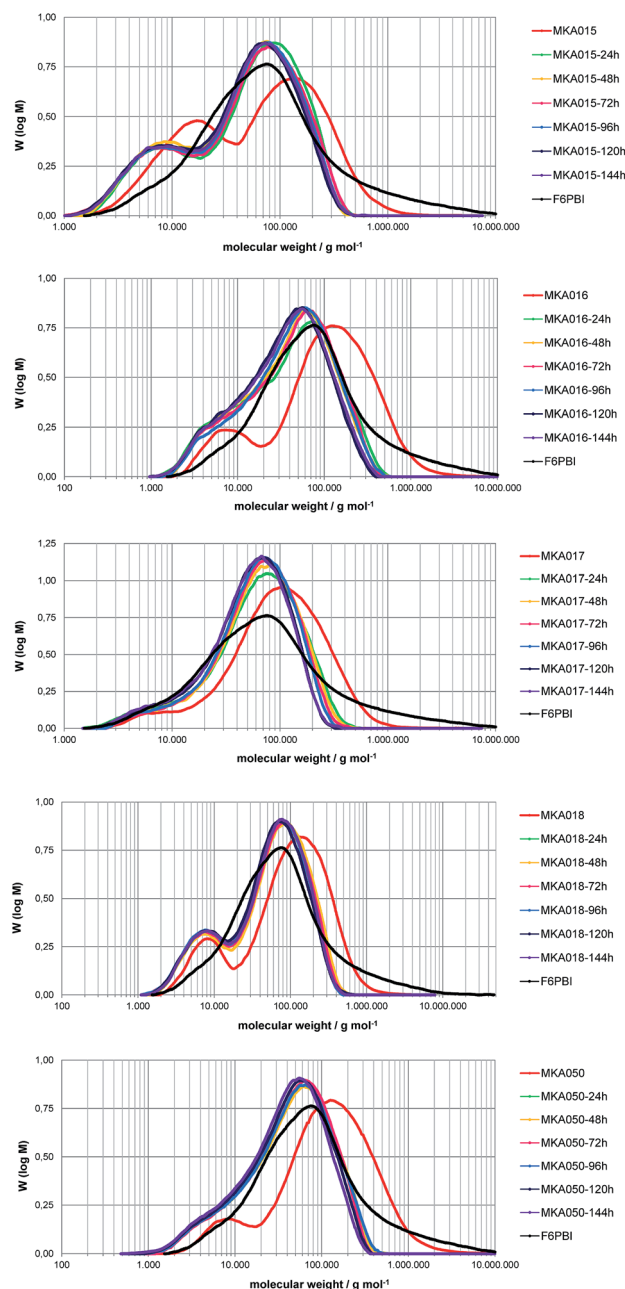 1,00
0,75
0,50
0,25
0,00
W (log M)
1.000
10.000
100.000
1.000.000
10.000.000
molecular weight / g mol-1
MKA015
MKA015-24h
MKA015-48h
MKA015-72h
MKA015-96h
MKA015-120h
MKA015-144h
F6PBI
1,00
0,75
0,50
0,25
0,00
W (log M)
100
1.000
10.000
100.000
1.000.000
10.000.000
molecular weight / g mol-1
MKA016
MKA016-24h
MKA016-48h
MKA016-72h
MKA016-96h
MKA016-120h
MKA016-144h
F6PBI
1,25
1,00
0,75
0,50
0,25
0,00
W (log M)
1.000
10.000
100.000
1.000.000
10.000.000
molecular weight / g mol-1
MKA017
MKA017-24h
MKA017-48h
MKA017-72h
MKA017-96h
MKA017-120h
MKA017-144h
F6PBI
1,00
0,75
0,50
0,25
0,00
W (log M)
100
1.000
10.000
100.000
1.000.000
10.000.000
molecular weight / g mol-1
MKA018
MKA018-24h
MKA018-48h
MKA018-72h
MKA018-96h
MKA018-120h
MKA018-144h
F6PBI
1,00
0,75
0,50
0,25
0,00
W (log M)
100
1.000
10.000
100.000
1.000.000
10.000.000
molecular weight / g mol-1
MKA050
MKA050-24h
MKA050-48h
MKA050-72h
MKA050-96h
MKA050-120h
MKA050-144h
F6PBI